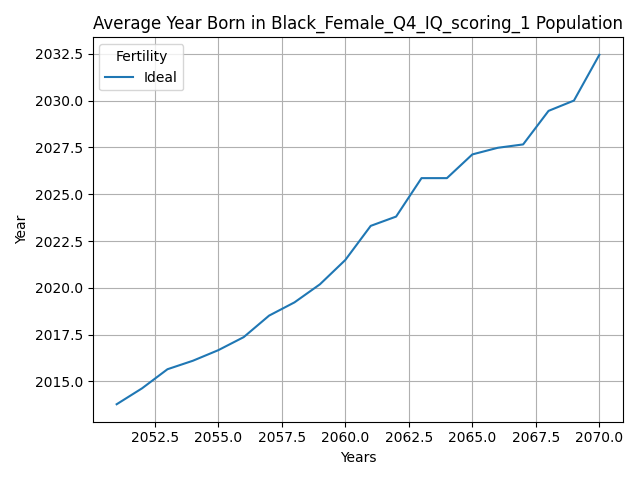 Average Year Born in Black_Female_Q4_IQ_scoring_1 Population
Fertility
Ideal
2032.5
2030.0
2027.5
2025.0
2022.5
2020.0
2017.5
2015.0
Year
2052.5 2055.0 2057.5 2060.0 2062.5 2065.0 2067.5 2070.0
Years